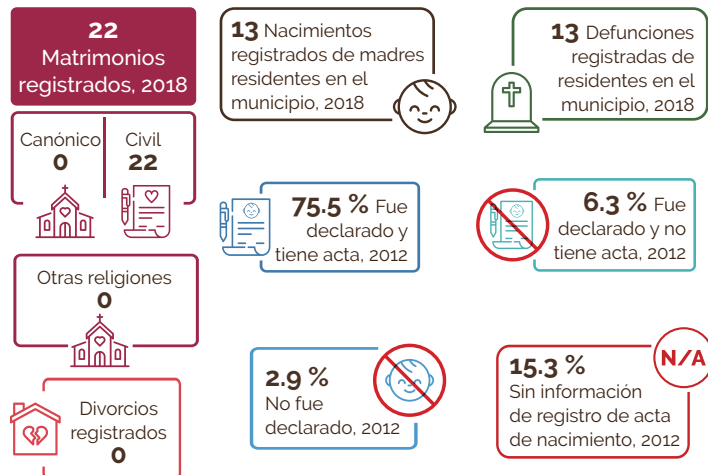 22
Matrimonios
registrados, 2018
Canónico
0
Civil
22
Otras religiones
0
Divorcios
registrados
0
13 Nacimientos
registrados de madres
residentes en el
municipio, 2018
13 Defunciones
registradas de
residentes en el
municipio, 2018
75.5 % Fue
declarado y
tiene acta, 2012
6.3 % Fue
declarado y no
tiene acta, 2012
2.9 %
No fue
declarado, 2012
15.3 %
Sin información
de registro de acta
de nacimiento, 2012
N/A